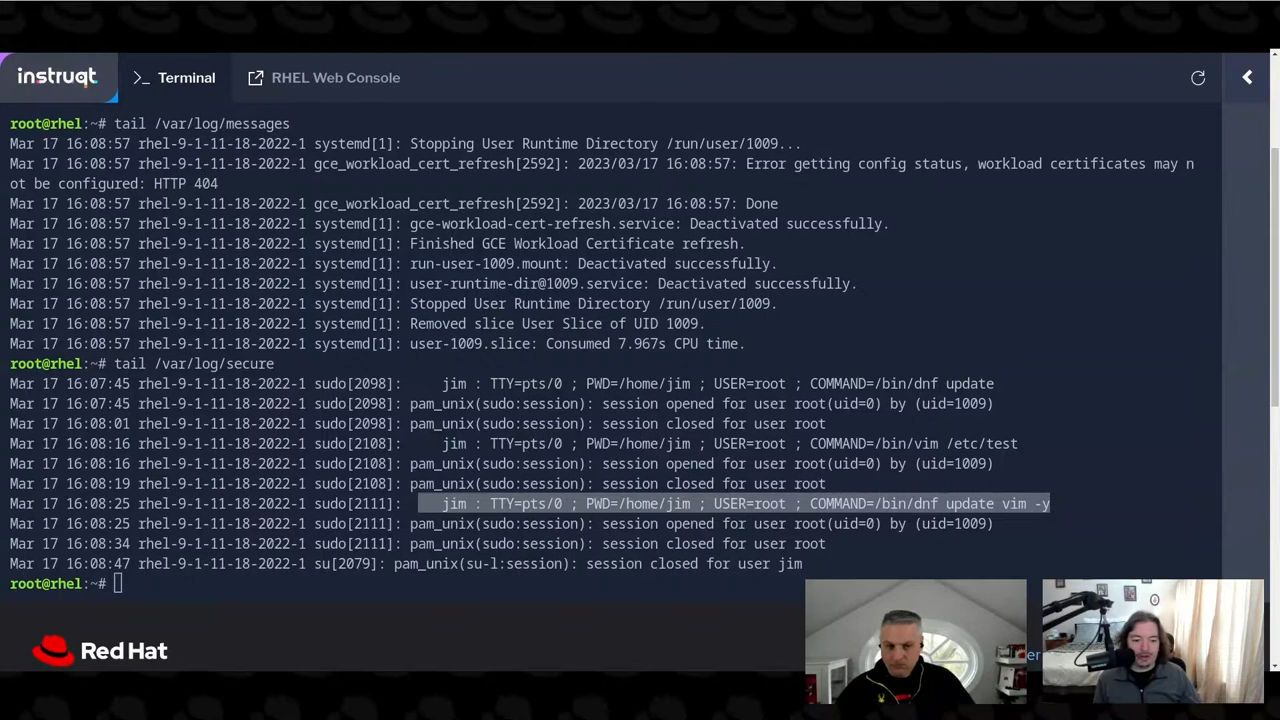 instruqt
>_ Terminal
RHEL Web Console
root@rhel:~# tail /var/log/messages
Mar 17 16:08:57 rhel-9-1-11-18-2022-1 systemd[1]: Stopping User Runtime Directory /run/user/1009...
Mar 17 16:08:57 rhel-9-1-11-18-2022-1 gce_workload_cert_refresh[2592]: 2023/03/17 16:08:57: Error getting config status, workload certificates may n
ot be configured: HTTP 404
Mar 17 16:08:57 rhel-9-1-11-18-2022-1 gce_workload_cert_refresh[2592]: 2023/03/17 16:08:57: Done
Mar 17 16:08:57 rhel-9-1-11-18-2022-1 systemd[1]: gce-workload-cert-refresh.service: Deactivated successfully.
Mar 17 16:08:57 rhel-9-1-11-18-2022-1 systemd[1]: Finished GCE Workload Certificate refresh.
Mar 17 16:08:57 rhel-9-1-11-18-2022-1 systemd[1]: run-user-1009.mount: Deactivated successfully.
Mar 17 16:08:57 rhel-9-1-11-18-2022-1 systemd[1]: user-runtime-dir@1009.service: Deactivated successfully.
Mar 17 16:08:57 rhel-9-1-11-18-2022-1 systemd[1]: Stopped User Runtime Directory /run/user/1009.
Mar 17 16:08:57 rhel-9-1-11-18-2022-1 systemd[1]: Removed slice User Slice of UID 1009.
Mar 17 16:08:57 rhel-9-1-11-18-2022-1 systemd[1]: user-1009.slice: Consumed 7.967s CPU time.
root@rhel:~# tail /var/log/secure
Mar 17 16:07:45 rhel-9-1-11-18-2022-1 sudo[2098]:     jim : TTY=pts/0 ; PWD=/home/jim ; USER=root ; COMMAND=/bin/dnf update
Mar 17 16:07:45 rhel-9-1-11-18-2022-1 sudo[2098]: pam_unix(sudo:session): session opened for user root(uid=0) by (uid=1009)
Mar 17 16:08:01 rhel-9-1-11-18-2022-1 sudo[2098]: pam_unix(sudo:session): session closed for user root
Mar 17 16:08:16 rhel-9-1-11-18-2022-1 sudo[2108]:     jim : TTY=pts/0 ; PWD=/home/jim ; USER=root ; COMMAND=/bin/vim /etc/test
Mar 17 16:08:16 rhel-9-1-11-18-2022-1 sudo[2108]: pam_unix(sudo:session): session opened for user root(uid=0) by (uid=1009)
Mar 17 16:08:19 rhel-9-1-11-18-2022-1 sudo[2108]: pam_unix(sudo:session): session closed for user root
Mar 17 16:08:25 rhel-9-1-11-18-2022-1 sudo[2111]:     jim : TTY=pts/0 ; PWD=/home/jim ; USER=root ; COMMAND=/bin/dnf update vim -y
Mar 17 16:08:25 rhel-9-1-11-18-2022-1 sudo[2111]: pam_unix(sudo:session): session opened for user root(uid=0) by (uid=1009)
Mar 17 16:08:34 rhel-9-1-11-18-2022-1 sudo[2111]: pam_unix(sudo:session): session closed for user root
Mar 17 16:08:47 rhel-9-1-11-18-2022-1 su[2079]: pam_unix(su-l:session): session closed for user jim
root@rhel:~#
Red Hat